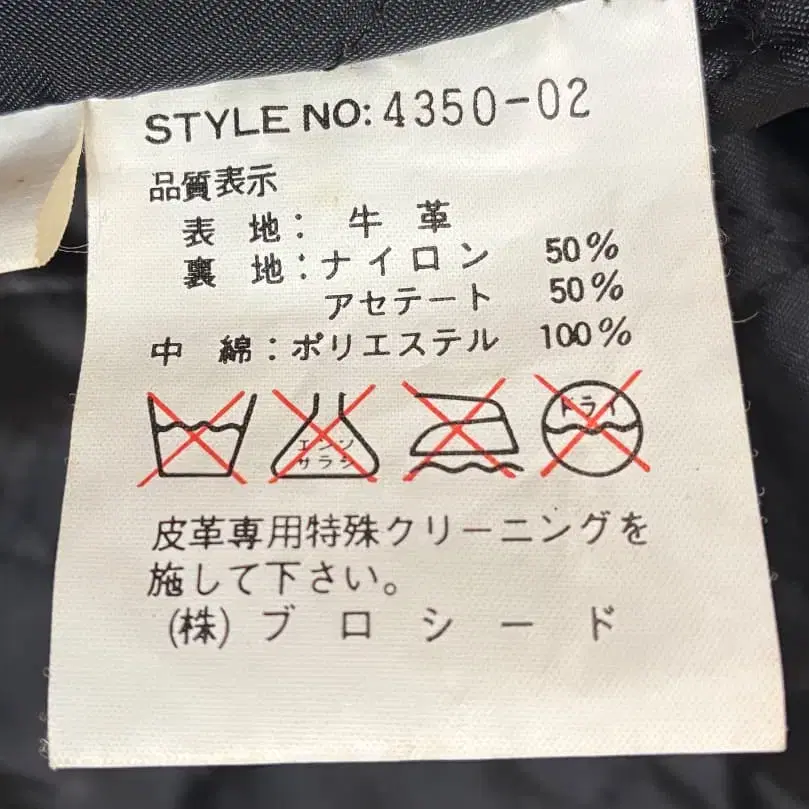 STYLE NO: 4350-02
品質表示
表 地: 牛 革
裏 地: ナイロン 50%
アセテート 50%
中 綿: ポリエステル 100%
エンソ
サラシ
ドライ
皮革専用特殊クリーニングを
施して下さい。
(株) ブ ロ シ ー ド